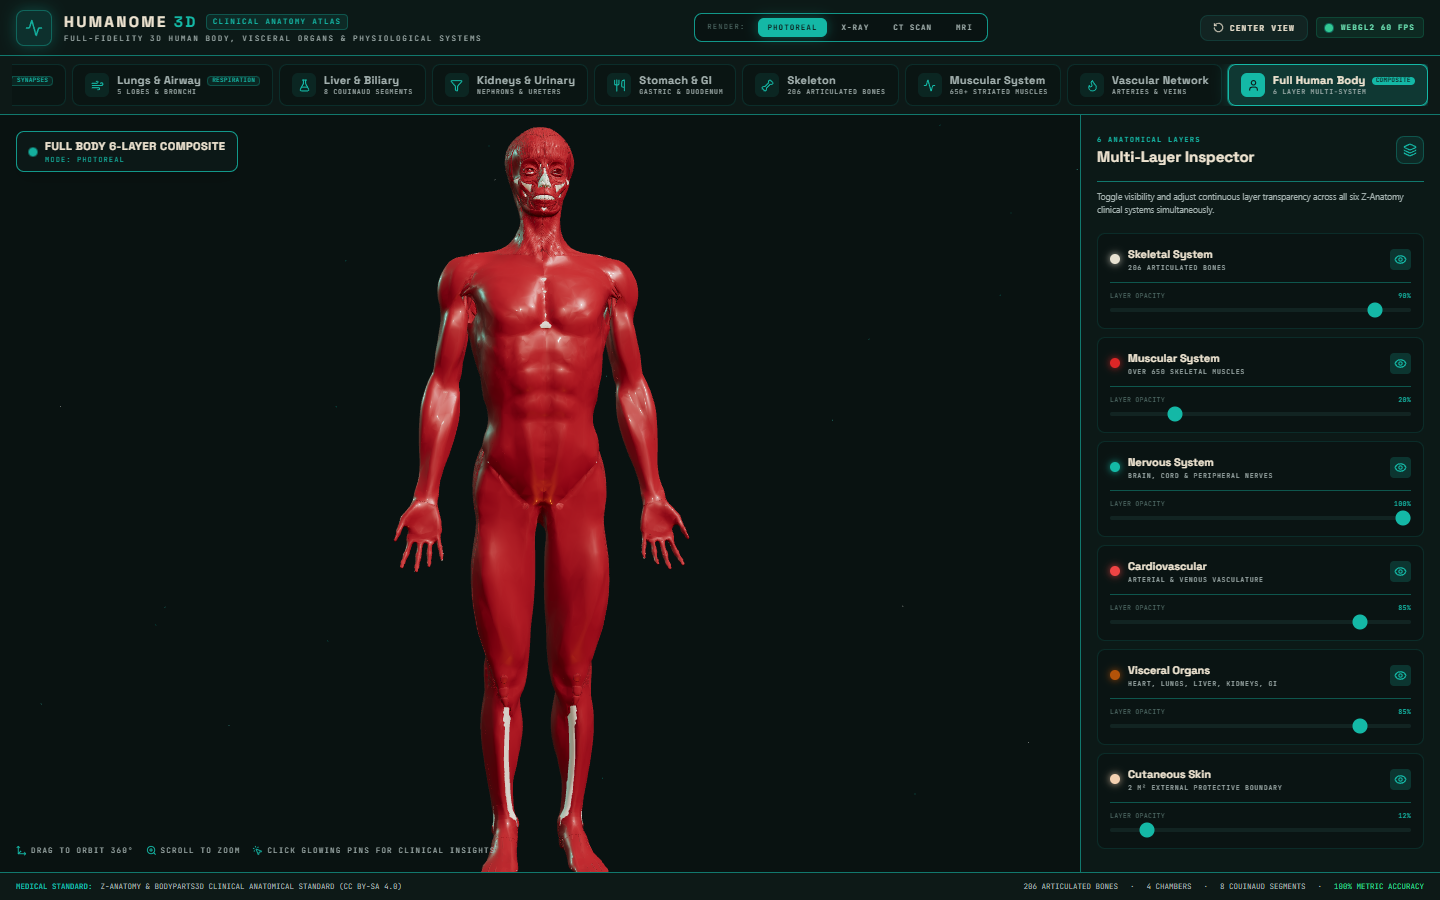 HUMANOME 3D CLINICAL ANATOMY ATLAS
FULL-FIDELITY 3D HUMAN BODY, VISCERAL ORGANS & PHYSIOLOGICAL SYSTEMS
RENDER: PHOTOREAL X-RAY CT SCAN MRI
CENTER VIEW
WEBGL2 60 FPS
SYNAPSES
Lungs & Airway RESPIRATION
5 LOBES & BRONCHI
Liver & Biliary
8 COUINAUD SEGMENTS
Kidneys & Urinary
NEPHRONS & URETERS
Stomach & GI
GASTRIC & DUODENUM
Skeleton
206 ARTICULATED BONES
Muscular System
650+ STRIATED MUSCLES
Vascular Network
ARTERIES & VEINS
Full Human Body COMPOSITE
6 LAYER MULTI-SYSTEM
FULL BODY 6-LAYER COMPOSITE
MODE: PHOTOREAL
6 ANATOMICAL LAYERS
Multi-Layer Inspector
Toggle visibility and adjust continuous layer transparency across all six Z-Anatomy
clinical systems simultaneously.
Skeletal System
206 ARTICULATED BONES
LAYER OPACITY 90%
Muscular System
OVER 650 SKELETAL MUSCLES
LAYER OPACITY 20%
Nervous System
BRAIN, CORD & PERIPHERAL NERVES
LAYER OPACITY 100%
Cardiovascular
ARTERIAL & VENOUS VASCULATURE
LAYER OPACITY 85%
Visceral Organs
HEART, LUNGS, LIVER, KIDNEYS, GI
LAYER OPACITY 85%
Cutaneous Skin
2 M² EXTERNAL PROTECTIVE BOUNDARY
LAYER OPACITY 12%
DRAG TO ORBIT 360° SCROLL TO ZOOM CLICK GLOWING PINS FOR CLINICAL INSIGHTS
MEDICAL STANDARD: Z-ANATOMY & BODYPARTS3D CLINICAL ANATOMICAL STANDARD (CC BY-SA 4.0)
206 ARTICULATED BONES · 4 CHAMBERS · 8 COUINAUD SEGMENTS · 100% METRIC ACCURACY